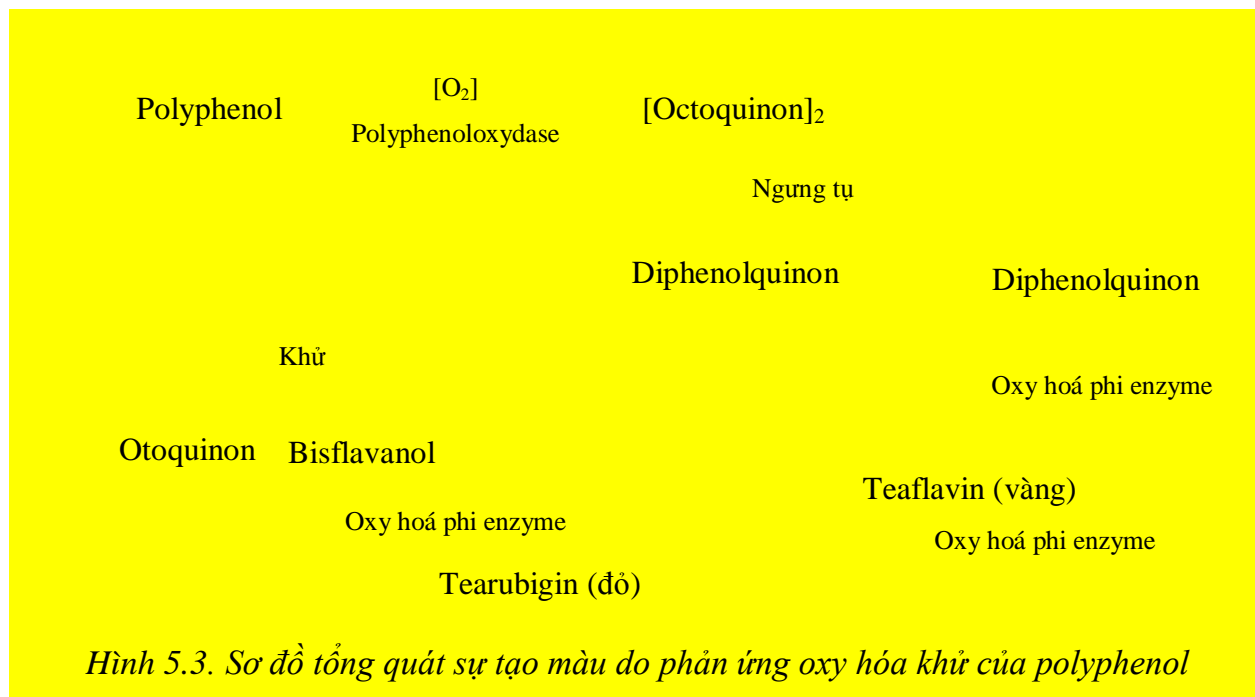 [O₂]
Polyphenol [Octoquinon]₂
Polyphenoloxydase
Ngưng tụ
Diphenolquinon Diphenolquinon
Khử
Oxy hoá phi enzyme
Otoquinon Bisflavanol
Teaflavin (vàng)
Oxy hoá phi enzyme
Oxy hoá phi enzyme
Tearubigin (đỏ)
Hình 5.3. Sơ đồ tổng quát sự tạo màu do phản ứng oxy hóa khử của polyphenol